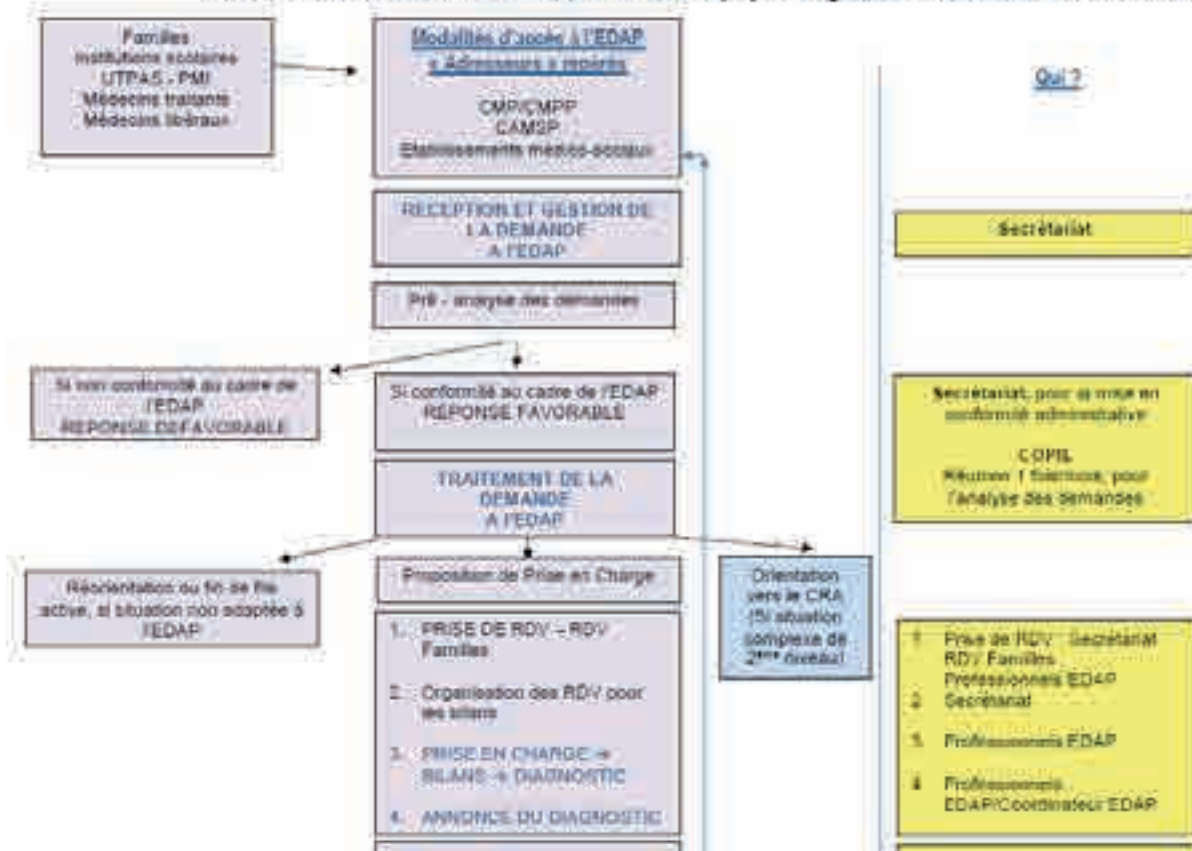 Familles
Institutions scolaires
UTPAS - PMI
Médecins traitants
Médecins libéraux
Modalités d'accès à l'EDAP
« Adresseurs » repérés
CMP/CMPP
CAMSP
Etablissements médico-sociaux
Qui ?
RECEPTION ET GESTION DE
LA DEMANDE
A l'EDAP
Secrétariat
Pré - analyse des demandes
Si non conformité au cadre de
l'EDAP
REPONSE DEFAVORABLE
Si conformité au cadre de l'EDAP
REPONSE FAVORABLE
Secrétariat, pour la mise en
conformité administrative
COPIL
Réunion 1 fois/mois, pour
l'analyse des demandes
TRAITEMENT DE LA
DEMANDE
A l'EDAP
Réorientation ou fin de file
active, si situation non adaptée à
l'EDAP
Proposition de Prise en Charge
Orientation
vers le CRA
(Si situation
complexe de
2ème niveau)
1. PRISE DE RDV – RDV
Familles
2. Organisation des RDV pour
les bilans
3. PRISE EN CHARGE →
BILANS → DIAGNOSTIC
4. ANNONCE DU DIAGNOSTIC
1. Prise de RDV : Secrétariat
RDV Familles :
Professionnels EDAP
2. Secrétariat
3. Professionnels EDAP
4. Professionnels
EDAP/Coordinateur EDAP